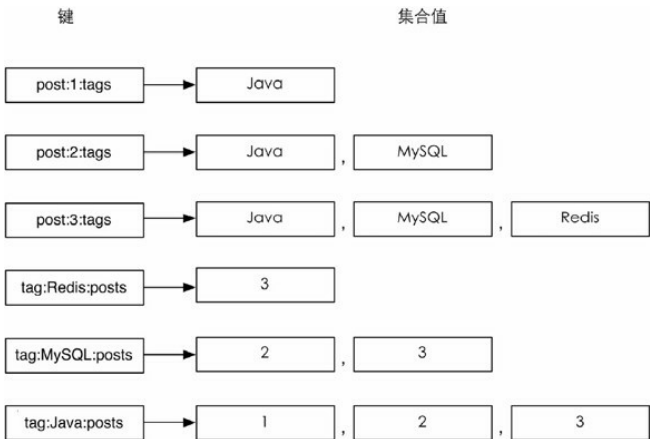 键 集合值
post:1:tags Java
post:2:tags Java , MySQL
post:3:tags Java , MySQL , Redis
tag:Redis:posts 3
tag:MySQL:posts 2 , 3
tag:Java:posts 1 , 2 , 3